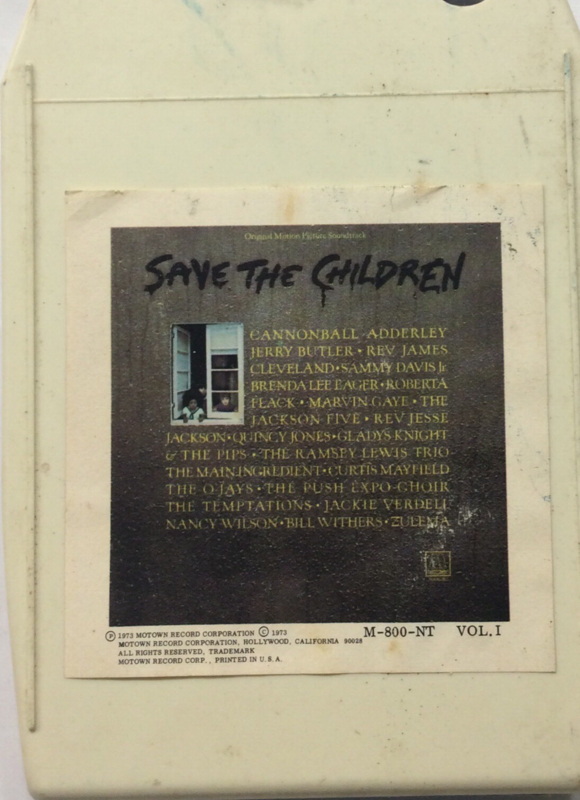 Original Motion Picture Soundtrack
SAVE THE CHILDREN
CANNONBALL ADDERLEY
JERRY BUTLER • REV JAMES
CLEVELAND • SAMMY DAVIS Jr.
BRENDA LEE EAGER • ROBERTA
FLACK • MARVIN GAYE • THE
JACKSON FIVE • REV JESSE
JACKSON • QUINCY JONES • GLADYS KNIGHT
& THE PIPS • THE RAMSEY LEWIS TRIO
THE MAIN INGREDIENT • CURTIS MAYFIELD
THE O'JAYS • THE PUSH EXPO CHOIR
THE TEMPTATIONS • JACKIE VERDELL
NANCY WILSON • BILL WITHERS • ZULEMA
Ⓟ 1973 MOTOWN RECORD CORPORATION © 1973
MOTOWN RECORD CORPORATION, HOLLYWOOD, CALIFORNIA 90028
ALL RIGHTS RESERVED, TRADEMARK
MOTOWN RECORD CORP., PRINTED IN U.S.A.
M-800-NT VOL.I